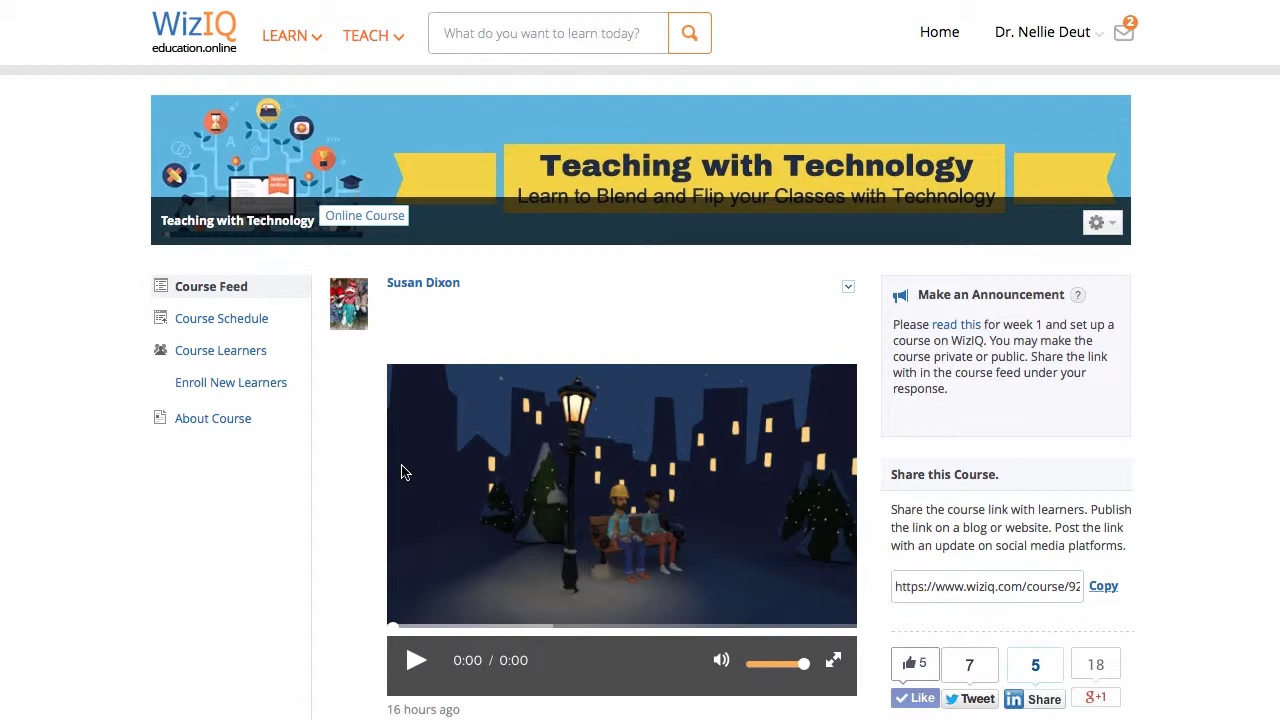 WizIQ
education.online
LEARN
TEACH
What do you want to learn today?
Home
Dr. Nellie Deut
2
Teaching with Technology
Learn to Blend and Flip your Classes with Technology
Teaching with Technology
Online Course
Course Feed
Course Schedule
Course Learners
Enroll New Learners
About Course
Susan Dixon
0:00 / 0:00
16 hours ago
Make an Announcement ?
Please read this for week 1 and set up a
course on WizIQ. You may make the
course private or public. Share the link
with in the course feed under your
response.
Share this Course.
Share the course link with learners. Publish
the link on a blog or website. Post the link
with an update on social media platforms.
https://www.wiziq.com/course/92
Copy
5
7
5
18
Like
Tweet
in Share
g+1